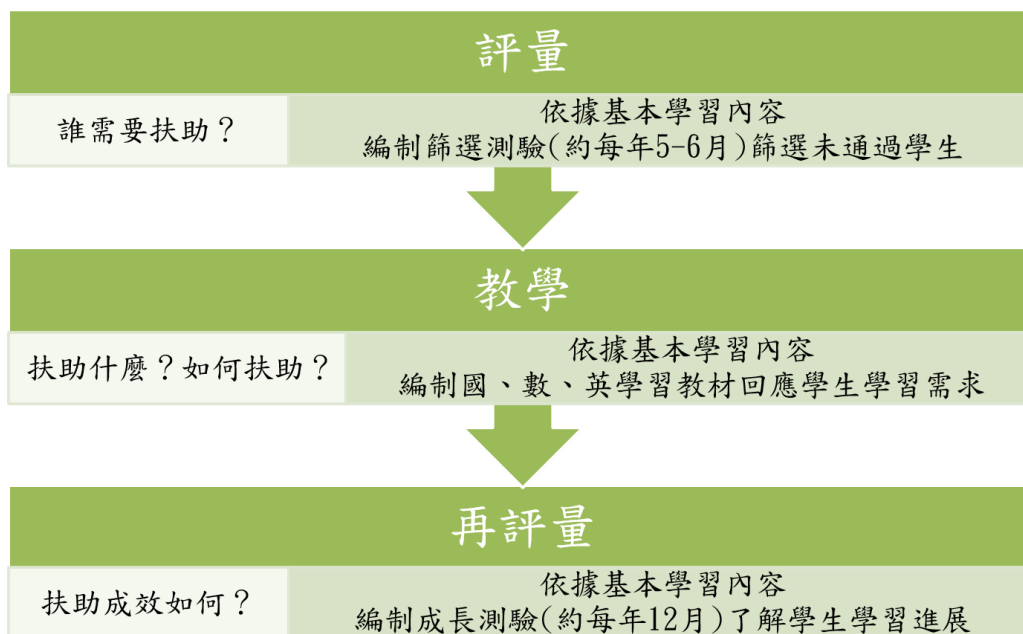 評量
誰需要扶助？
依據基本學習內容
編制篩選測驗(約每年5-6月)篩選未通過學生
教學
扶助什麼？如何扶助？
依據基本學習內容
編制國、數、英學習教材回應學生學習需求
再評量
扶助成效如何？
依據基本學習內容
編制成長測驗(約每年12月)了解學生學習進展